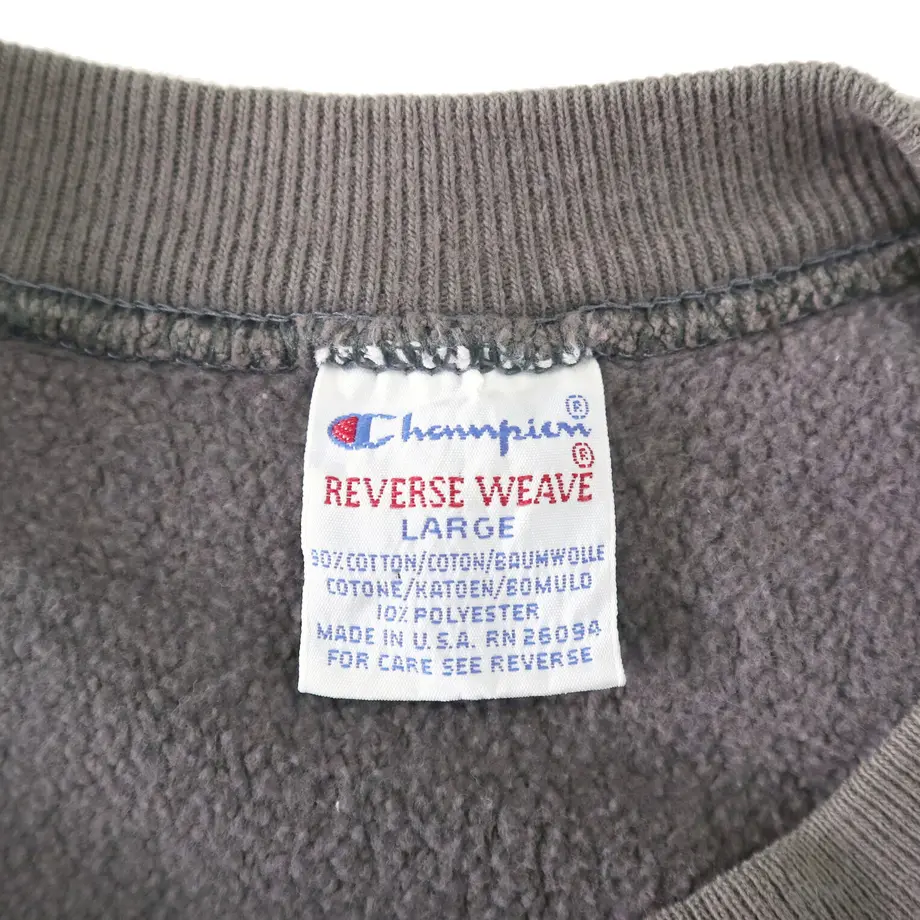 Champion ®
®
REVERSE WEAVE
LARGE
90% COTTON/COTON/BAUMWOLLE
COTONE/KATOEN/BOMULD
10% POLYESTER
MADE IN U.S.A. RN 26094
FOR CARE SEE REVERSE